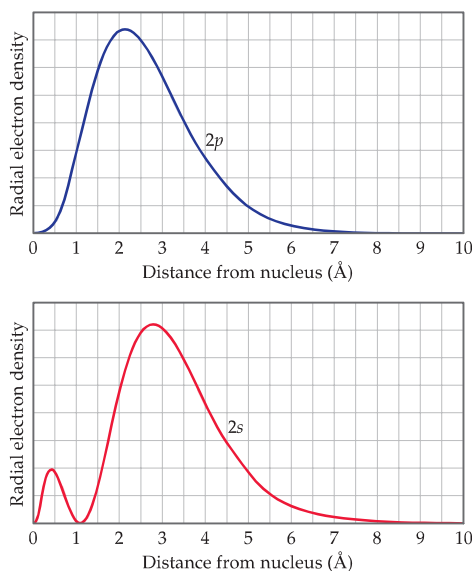 Radial electron density
2p
0 1 2 3 4 5 6 7 8 9 10
Distance from nucleus (Å)
Radial electron density
2s
0 1 2 3 4 5 6 7 8 9 10
Distance from nucleus (Å)